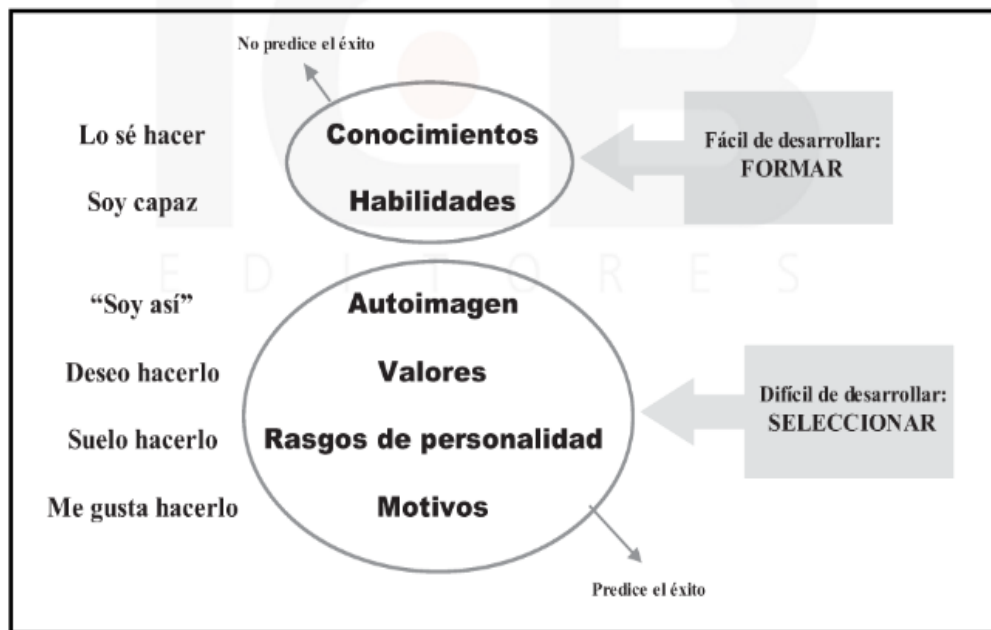 No predice el éxito
Lo sé hacer
Conocimientos
Fácil de desarrollar:
FORMAR
Soy capaz
Habilidades
EDITORES
“Soy así”
Autoimagen
Deseo hacerlo
Valores
Difícil de desarrollar:
SELECCIONAR
Suelo hacerlo
Rasgos de personalidad
Me gusta hacerlo
Motivos
Predice el éxito